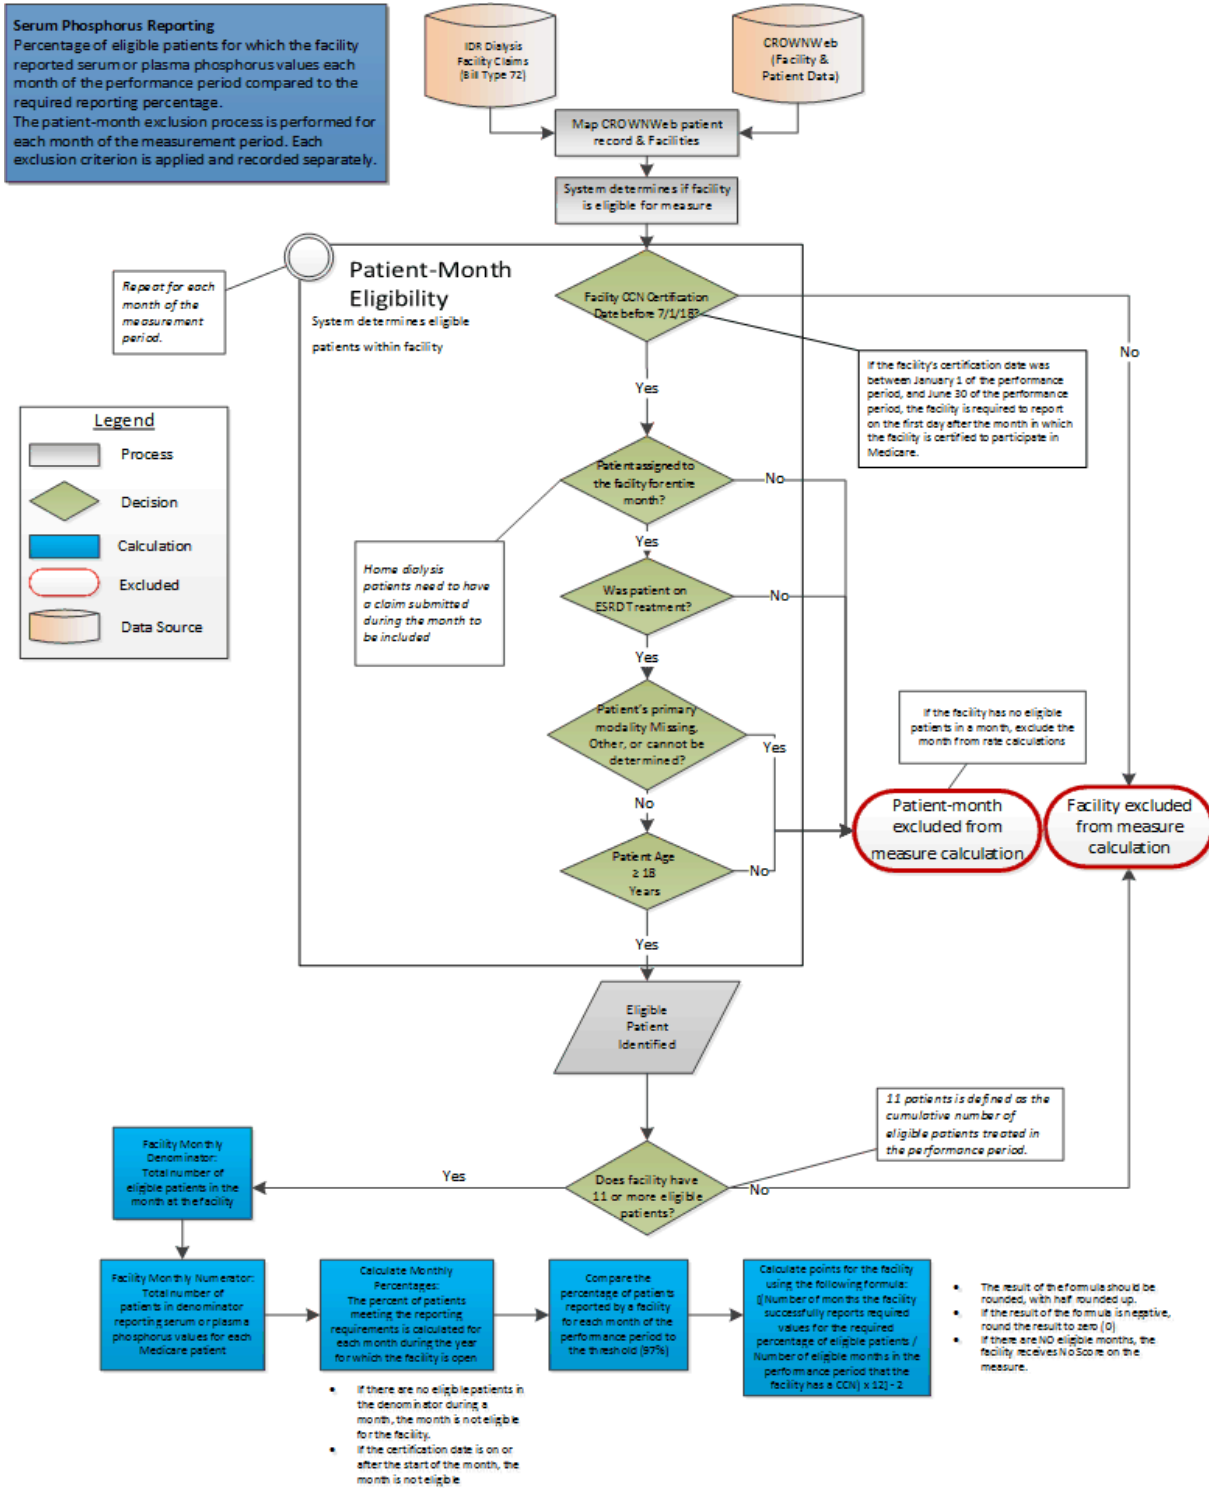 Serum Phosphorus Reporting
Percentage of eligible patients for which the facility
reported serum or plasma phosphorus values each
month of the performance period compared to the
required reporting percentage.
The patient-month exclusion process is performed for
each month of the measurement period. Each
exclusion criterion is applied and recorded separately.
IDR Dialysis
Facility Claims
(Bill Type 72)
CROWNWeb
(Facility &
Patient Data)
Map CROWNWeb patient
record & Facilities
System determines if facility
is eligible for measure
Patient-Month
Eligibility
System determines eligible
patients within facility
Repeat for each
month of the
measurement
period.
Facility CCN Certification
Date before 7/1/18?
No
Yes
If the facility's certification date was
between January 1 of the performance
period, and June 30 of the performance
period, the facility is required to report
on the first day after the month in which
the facility is certified to participate in
Medicare.
Legend
Process
Decision
Calculation
Excluded
Data Source
Patient assigned to
the facility for entire
month?
No
Yes
Home dialysis
patients need to have
a claim submitted
during the month to
be included
Was patient on
ESRD Treatment?
No
Yes
Patient's primary
modality Missing,
Other, or cannot be
determined?
Yes
No
If the facility has no eligible
patients in a month, exclude the
month from rate calculations
Patient-month
excluded from
measure calculation
Facility excluded
from measure
calculation
Patient Age
≥ 18
Years
No
Yes
Eligible
Patient
Identified
11 patients is defined as the
cumulative number of
eligible patients treated in
the performance period.
Does facility have
11 or more eligible
patients?
Yes
No
Facility Monthly
Denominator:
Total number of
eligible patients in the
month at the facility
Facility Monthly Numerator:
Total number of
patients in denominator
reporting serum or plasma
phosphorus values for each
Medicare patient
Calculate Monthly
Percentages:
The percent of patients
meeting the reporting
requirements is calculated for
each month during the year
for which the facility is open
Compare the
percentage of patients
reported by a facility
for each month of the
performance period to
the threshold (97%)
Calculate points for the facility
using the following formula:
[(Number of months the facility
successfully reports required
values for the required
percentage of eligible patients /
Number of eligible months in the
performance period that the
facility has a CCN) x 12] - 2
• The result of the formula should be
rounded, with half rounded up.
• If the result of the formula is negative,
round the result to zero (0)
• If there are NO eligible months, the
facility receives No Score on the
measure.
• If there are no eligible patients in
the denominator during a
month, the month is not eligible
for the facility.
• If the certification date is on or
after the start of the month, the
month is not eligible